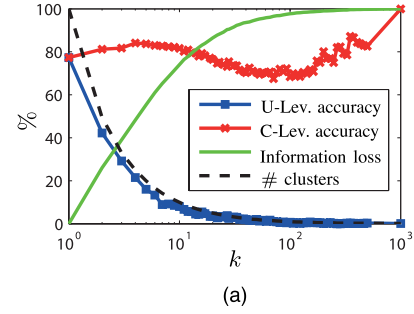 100
80
60
40
20
0
%
U-Lev. accuracy
C-Lev. accuracy
Information loss
# clusters
10^0 10^1 10^2 10^3
k
(a)